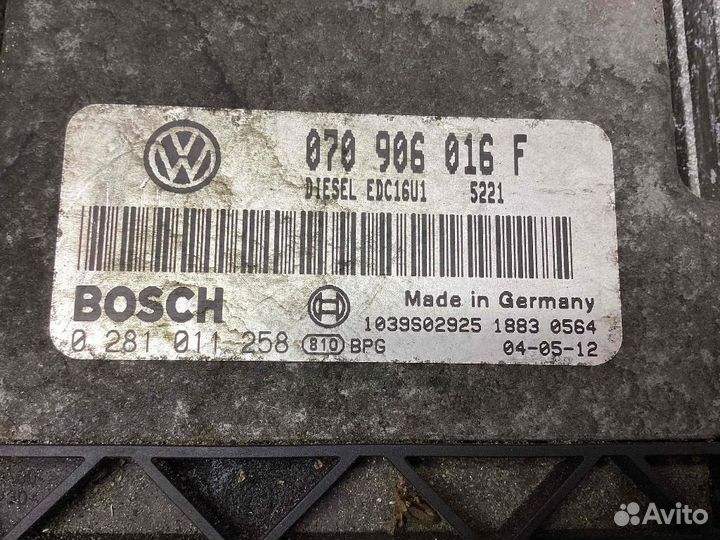 070 906 016 F
DIESEL EDC16U1 5221
BOSCH
Made in Germany
1039S02925 1883 0564
0 281 011 258 810 BPG 04-05-12
Avito